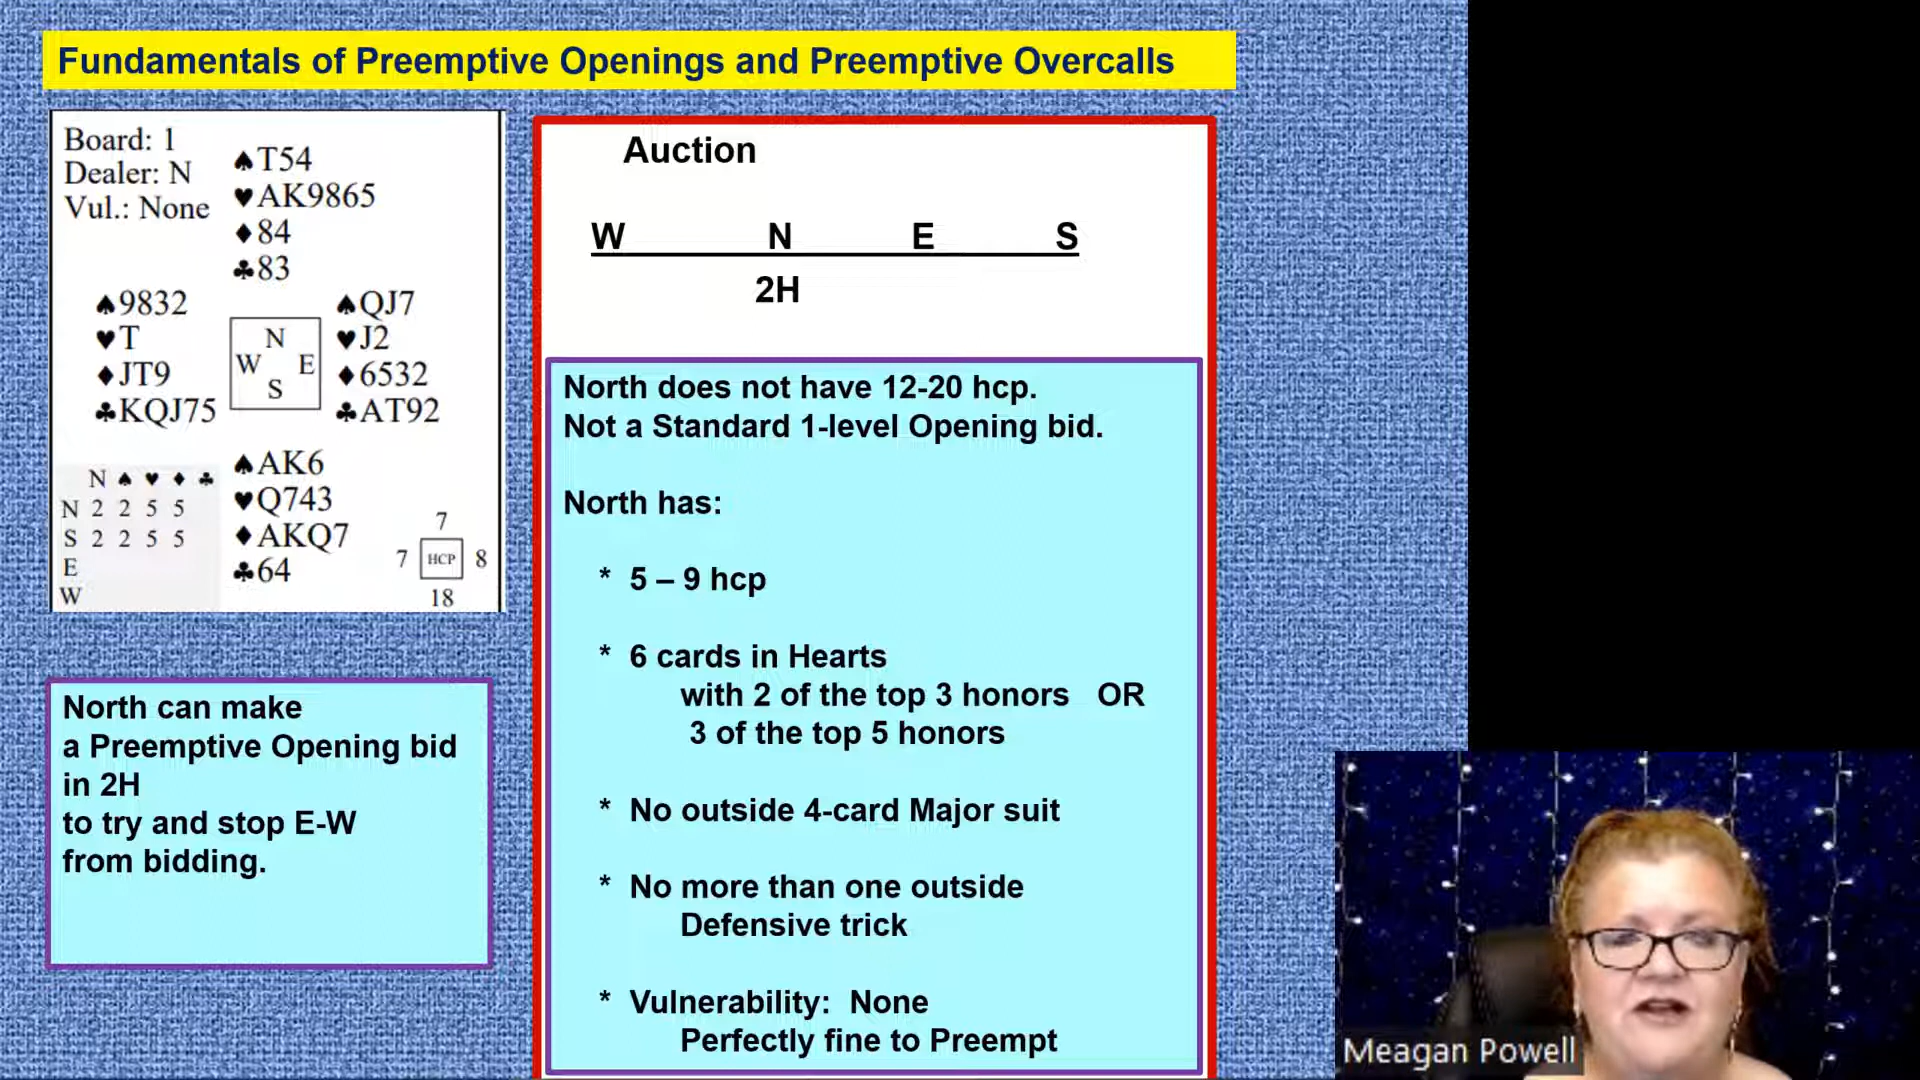 Fundamentals of Preemptive Openings and Preemptive Overcalls
Board: 1
Dealer: N
Vul.: None
♠T54
♥AK9865
♦84
♣83
♠9832
♥T
♦JT9
♣KQJ75
N
W E
S
♠QJ7
♥J2
♦6532
♣AT92
♠AK6
♥Q743
♦AKQ7
♣64
N ♠ ♥ ♦ ♣
N 2 2 5 5
S 2 2 5 5
E
W
7
7 HCP 8
18
North can make
a Preemptive Opening bid
in 2H
to try and stop E-W
from bidding.
Auction
W N E S
2H
North does not have 12-20 hcp.
Not a Standard 1-level Opening bid.
North has:
* 5 – 9 hcp
* 6 cards in Hearts
with 2 of the top 3 honors OR
3 of the top 5 honors
* No outside 4-card Major suit
* No more than one outside
Defensive trick
* Vulnerability: None
Perfectly fine to Preempt
Meagan Powell